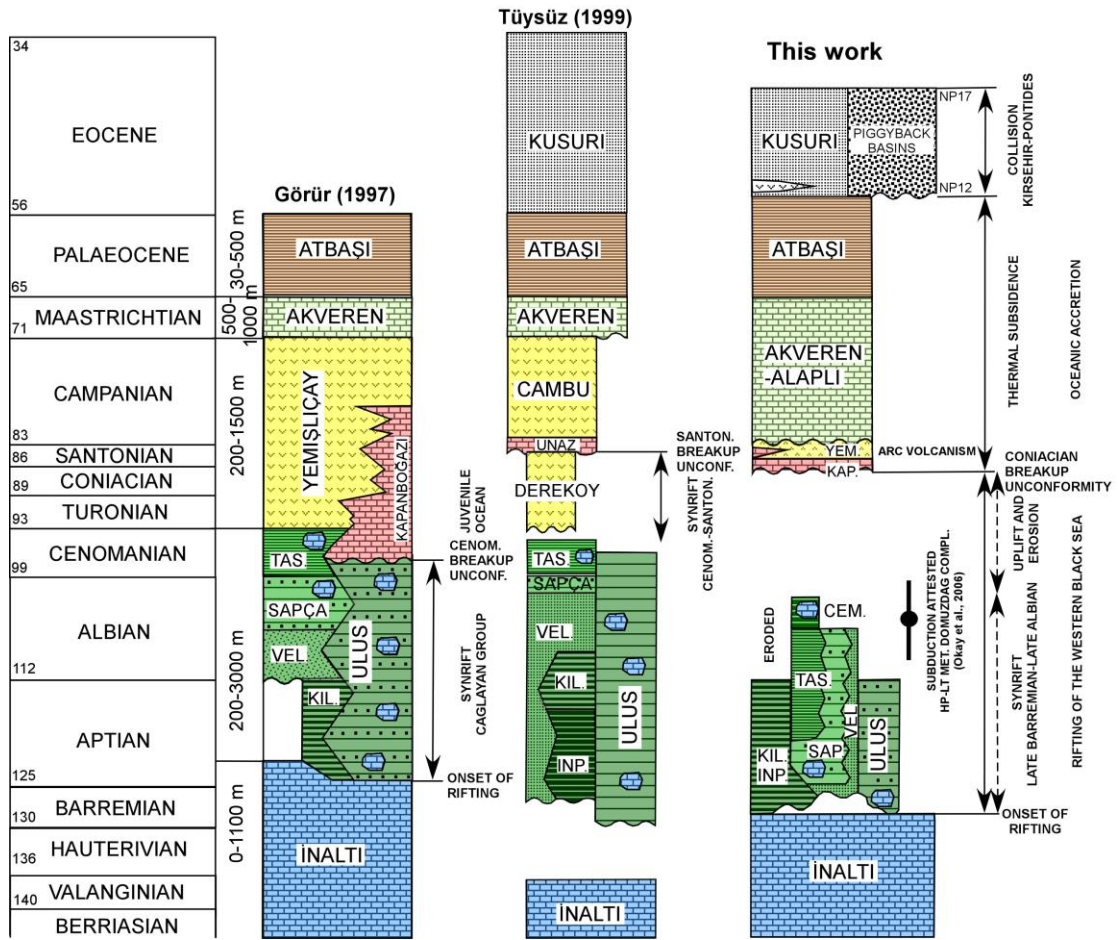 Tüysüz (1999)
This work
Görür (1997)
34
EOCENE
56
PALAEOCENE
65
MAASTRICHTIAN
71
CAMPANIAN
83
SANTONIAN
86
CONIACIAN
89
TURONIAN
93
CENOMANIAN
99
ALBIAN
112
APTIAN
125
BARREMIAN
130
HAUTERIVIAN
136
VALANGINIAN
140
BERRIASIAN
30-500 m
500-
1000 m
200-1500 m
200-3000 m
0-1100 m
ATBAŞI
AKVEREN
YEMIŞLIÇAY
KAPANBOĞAZI
TAS.
SAPÇA
VEL.
KIL.
ULUS
İNALTI
JUVENILE
OCEAN
CENOM.
BREAKUP
UNCONF.
SYNRIFT
CAGLAYAN GROUP
ONSET OF
RIFTING
KUSURI
ATBAŞI
AKVEREN
CAMBU
UNAZ
DEREKOY
TAS.
SAPÇA
VEL.
KIL.
INP.
ULUS
İNALTI
SANTON.
BREAKUP
UNCONF.
SYNRIFT
CENOM.-SANTON.
KUSURI
PIGGYBACK
BASINS
NP17
NP12
ATBAŞI
AKVEREN
-ALAPLI
YEM.
KAP.
ARC VOLCANISM
ERODED
CEM.
TAS.
SAP
VEL
ULUS
KIL.
INP.
İNALTI
COLLISION
KIRSEHIR-PONTIDES
THERMAL SUBSIDENCE
OCEANIC ACCRETION
CONIACIAN
BREAKUP
UNCONFORMITY
UPLIFT AND
EROSION
SUBDUCTION ATTESTED
HP-LT MET. DOMUZDAG COMPL.
(Okay et al., 2006)
SYNRIFT
LATE BARREMIAN-LATE ALBIAN
RIFTING OF THE WESTERN BLACK SEA
ONSET OF
RIFTING